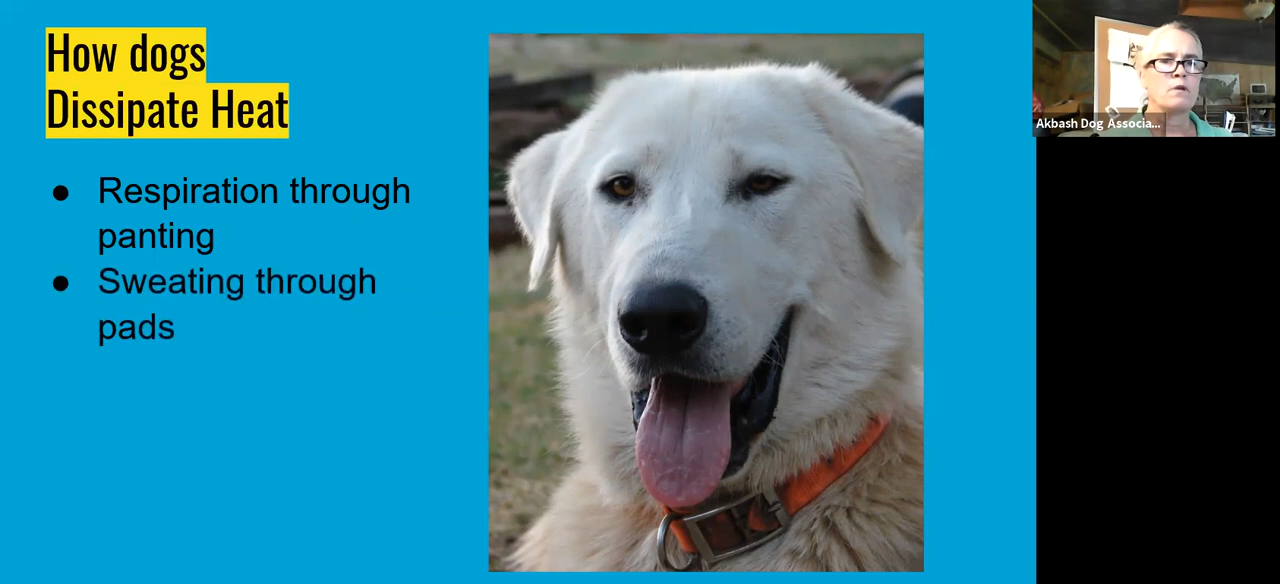 How dogs
Dissipate Heat
● Respiration through
panting
● Sweating through
pads
Akbash Dog Associa...